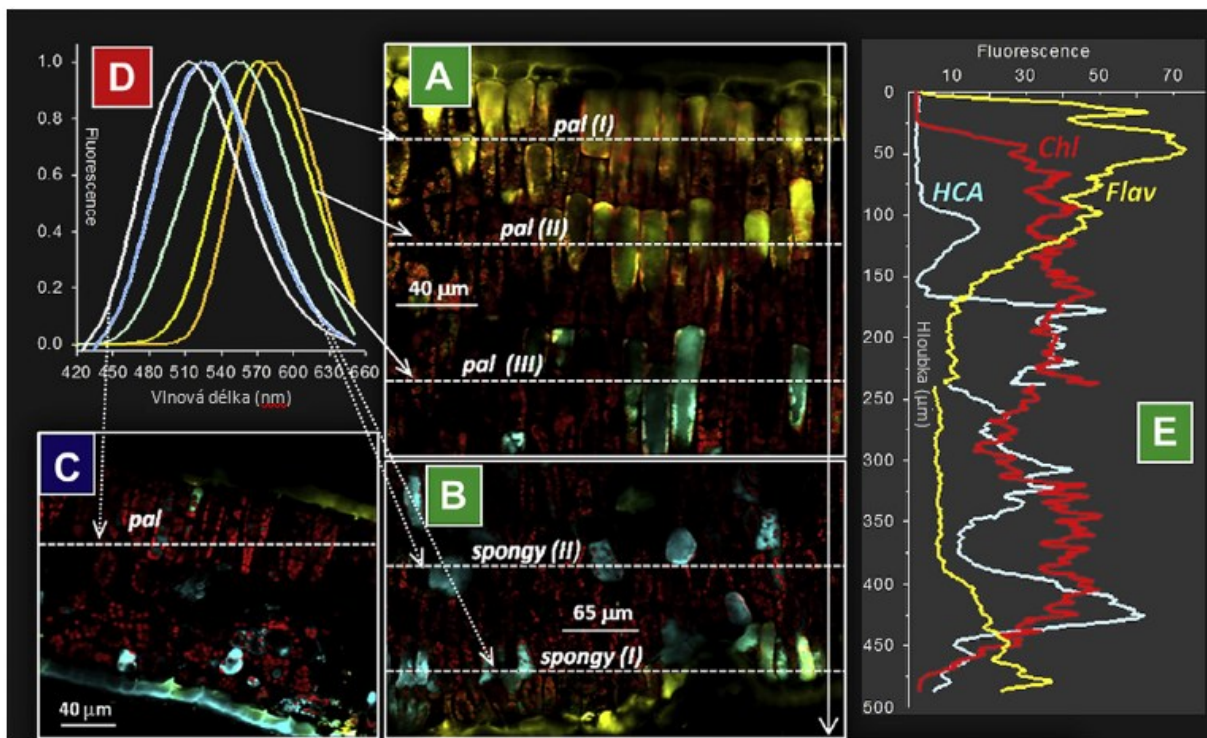 D
1.0
0.8
0.6
0.4
0.2
0.0
Fluorescence
420 450 480 510 540 570 600 630 660
Vlnová délka (nm)
A
pal (I)
pal (II)
40 µm
pal (III)
C
pal
40 µm
B
spongy (II)
65 µm
spongy (I)
Fluorescence
10 30 50 70
0
50
100
150
200
250
300
350
400
450
500
Hloubka (µm)
Chl
HCA
Flav
E